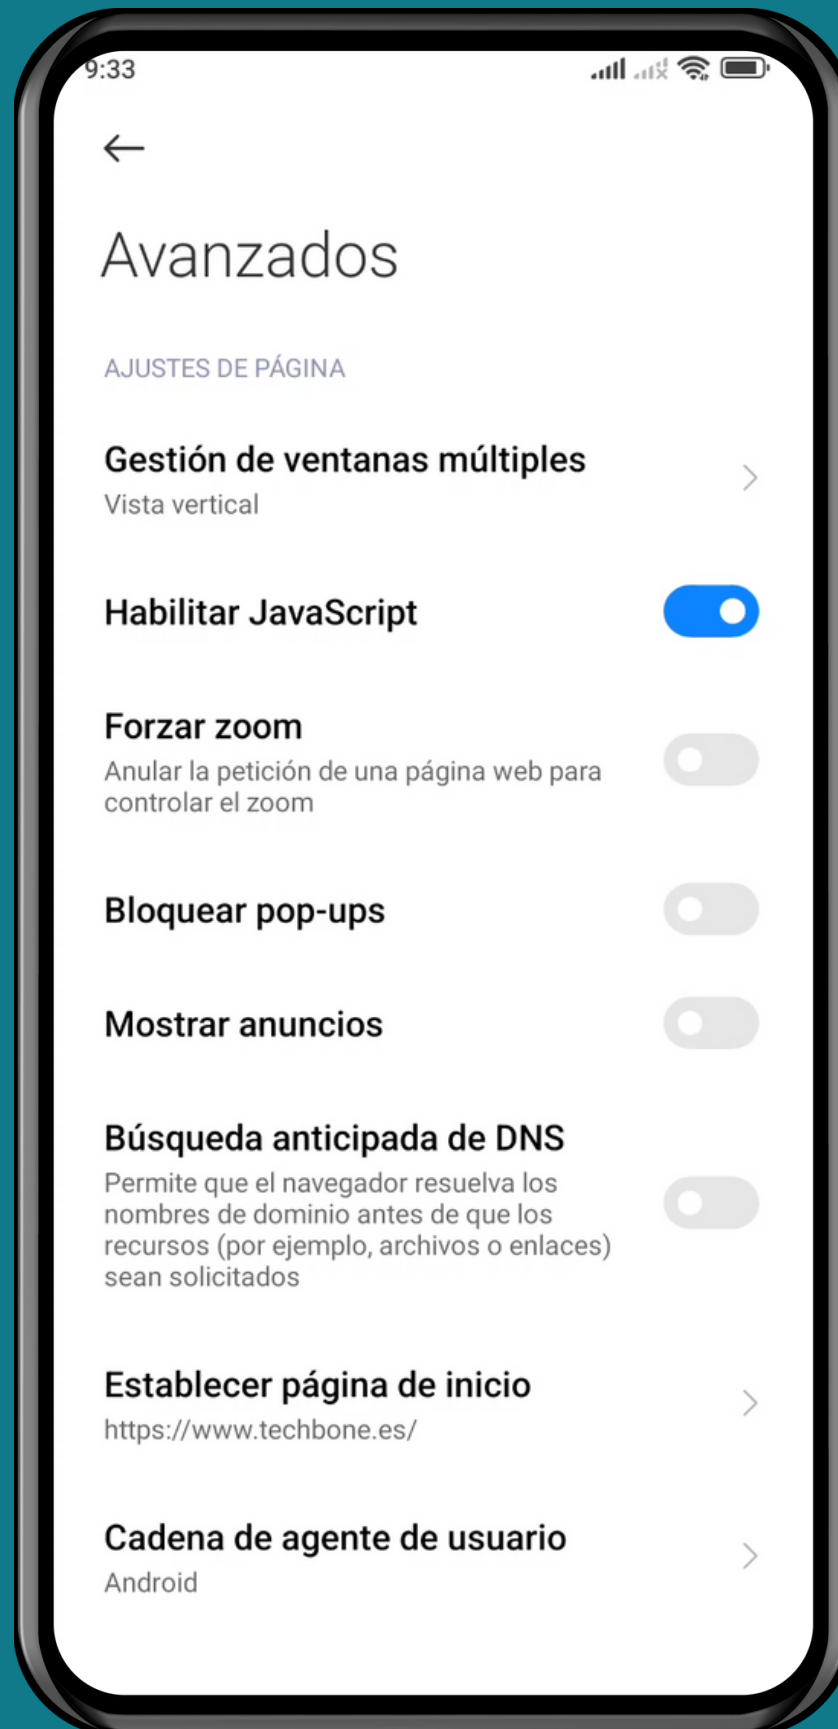 9:33
Avanzados
AJUSTES DE PÁGINA
Gestión de ventanas múltiples
Vista vertical
Habilitar JavaScript
Forzar zoom
Anular la petición de una página web para
controlar el zoom
Bloquear pop-ups
Mostrar anuncios
Búsqueda anticipada de DNS
Permite que el navegador resuelva los
nombres de dominio antes de que los
recursos (por ejemplo, archivos o enlaces)
sean solicitados
Establecer página de inicio
https://www.techbone.es/
Cadena de agente de usuario
Android